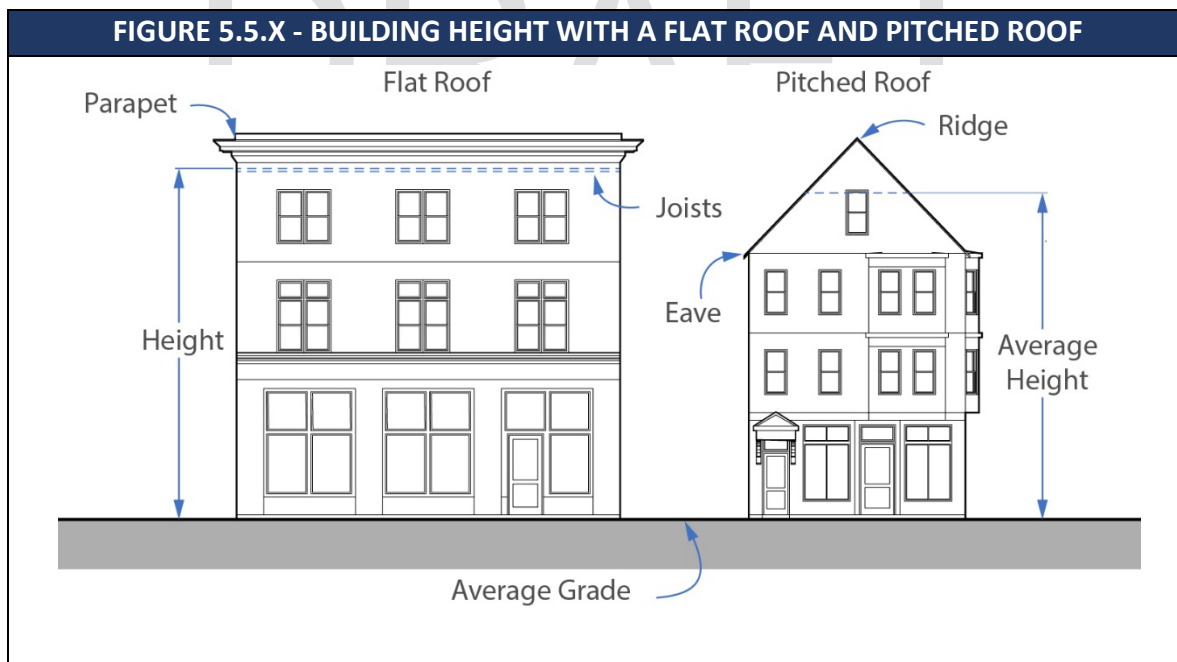 FIGURE 5.5.X - BUILDING HEIGHT WITH A FLAT ROOF AND PITCHED ROOF
Flat Roof
Pitched Roof
Parapet
Ridge
Joists
Eave
Height
Average
Height
Average Grade